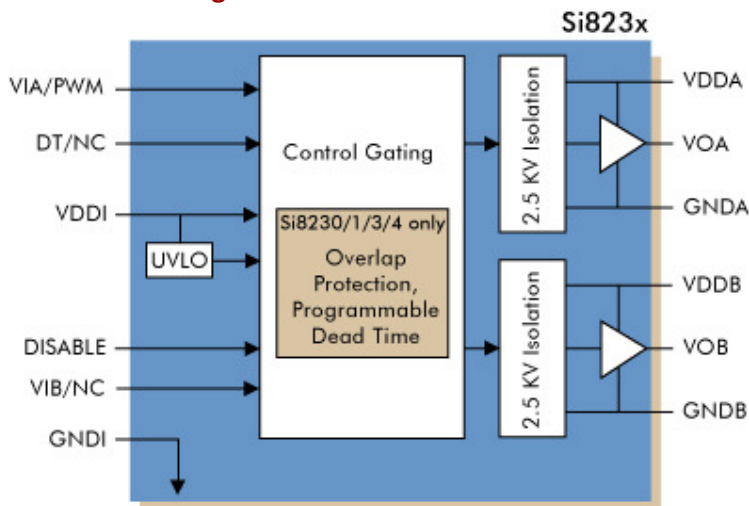 Si823x
VIA/PWM
DT/NC
VDDI
UVLO
DISABLE
VIB/NC
GNDI
Control Gating
Si8230/1/3/4 only
Overlap
Protection,
Programmable
Dead Time
2.5 KV Isolation
2.5 KV Isolation
VDDA
VOA
GNDA
VDDB
VOB
GNDB